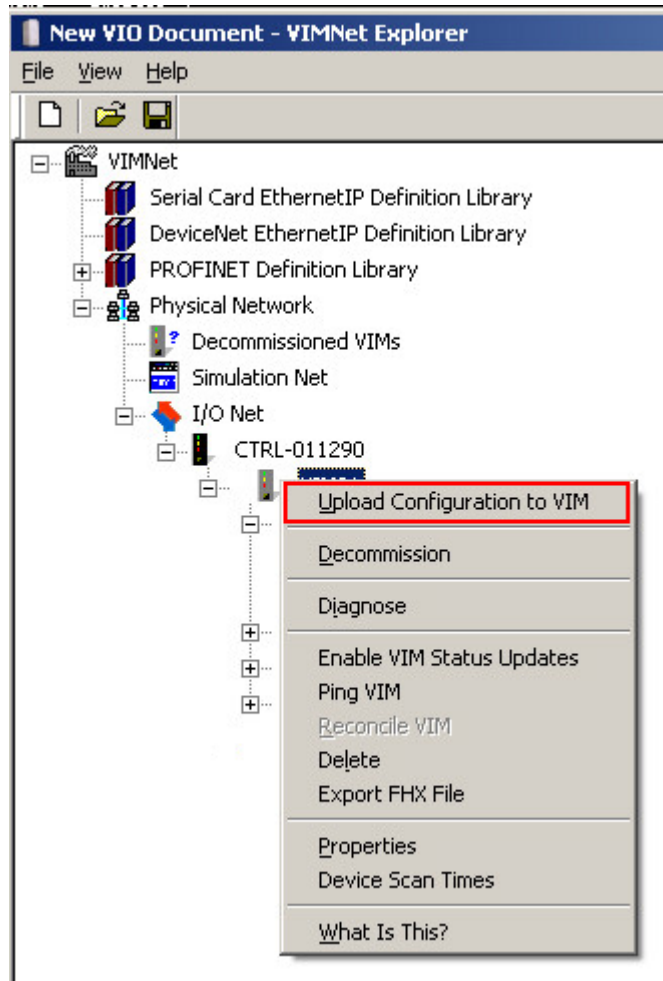 New VIO Document - VIMNet Explorer
File View Help
VIMNet
Serial Card EthernetIP Definition Library
DeviceNet EthernetIP Definition Library
PROFINET Definition Library
Physical Network
Decommissioned VIMs
Simulation Net
I/O Net
CTRL-011290
Upload Configuration to VIM
Decommission
Diagnose
Enable VIM Status Updates
Ping VIM
Reconcile VIM
Delete
Export FHX File
Properties
Device Scan Times
What Is This?